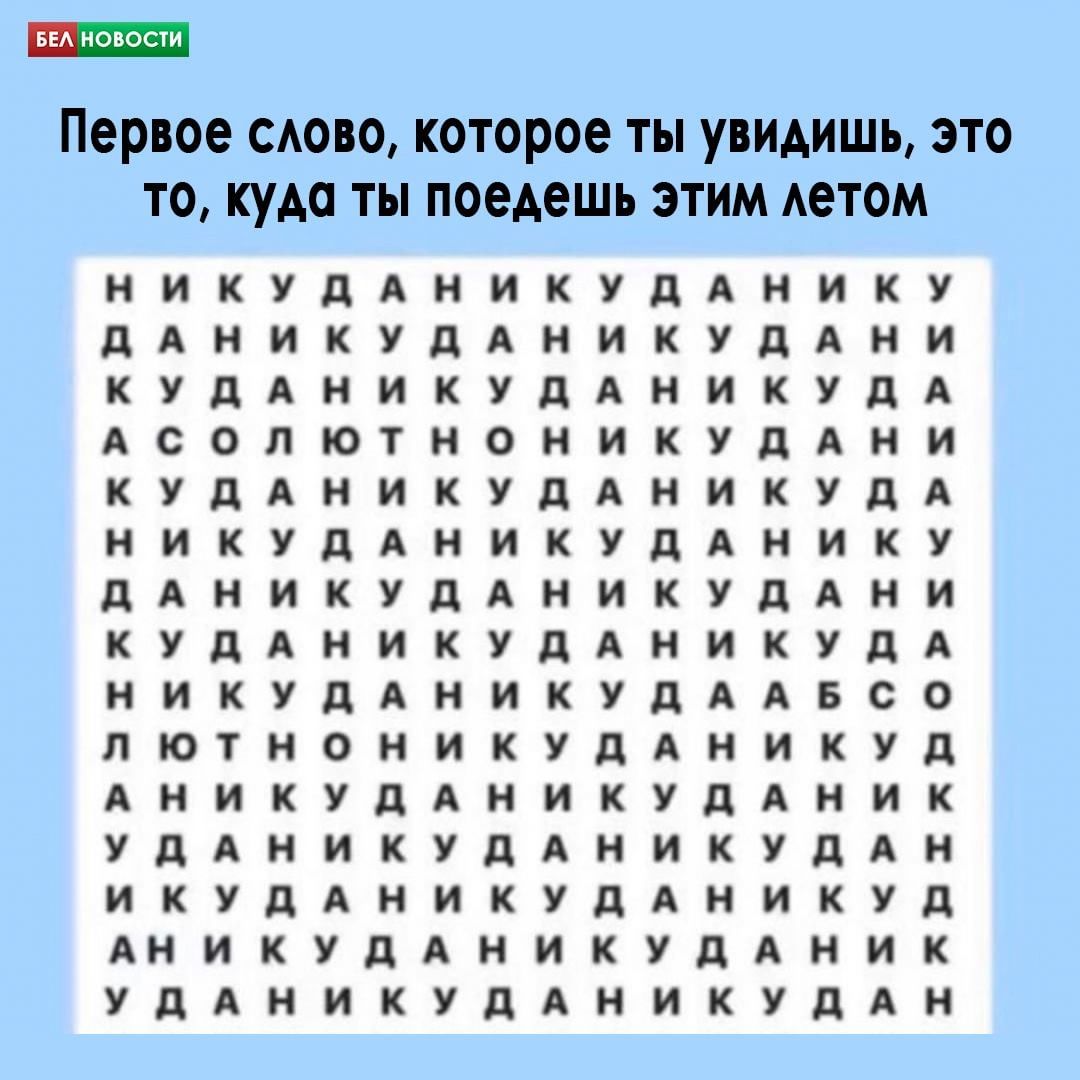 БЕЛ НОВОСТИ
Первое слово, которое ты увидишь, это
то, куда ты поедешь этим летом
Н И К У Д А Н И К У Д А Н И К У
Д А Н И К У Д А Н И К У Д А Н И
К У Д А Н И К У Д А Н И К У Д А
А С О Л Ю Т Н О Н И К У Д А Н И
К У Д А Н И К У Д А Н И К У Д А
Н И К У Д А Н И К У Д А Н И К У
Д А Н И К У Д А Н И К У Д А Н И
К У Д А Н И К У Д А Н И К У Д А
Н И К У Д А Н И К У Д А А Б С О
Л Ю Т Н О Н И К У Д А Н И К У Д
А Н И К У Д А Н И К У Д А Н И К
У Д А Н И К У Д А Н И К У Д А Н
И К У Д А Н И К У Д А Н И К У Д
А Н И К У Д А Н И К У Д А Н И К
У Д А Н И К У Д А Н И К У Д А Н